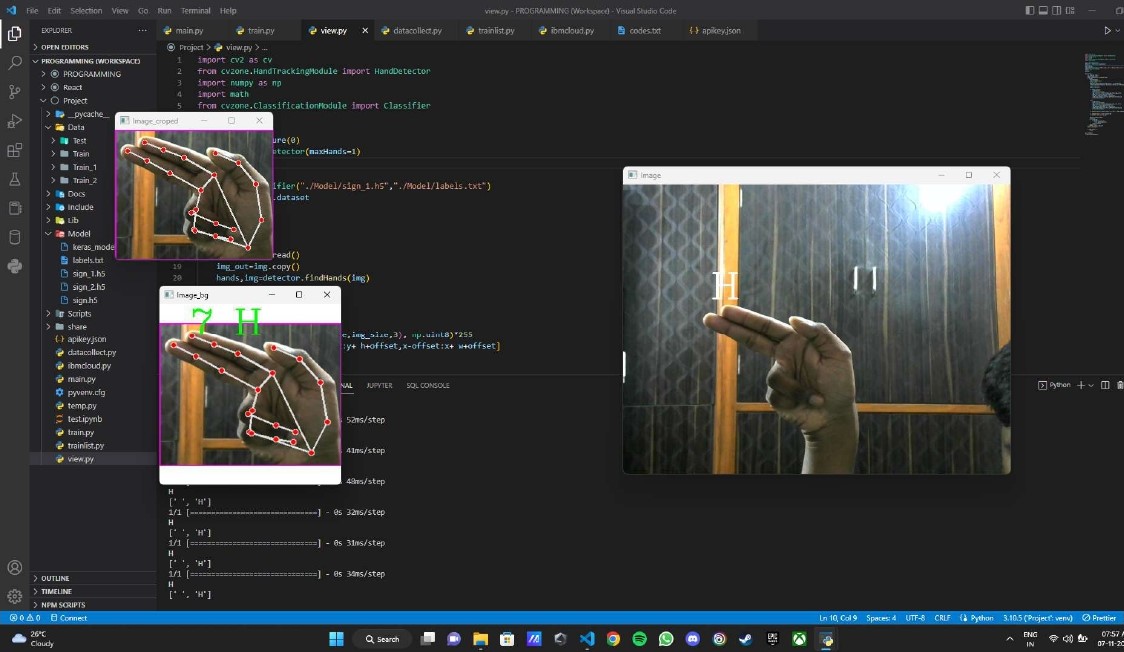 File Edit Selection View Go Run Terminal Help
view.py - PROGRAMMING (Workspace) - Visual Studio Code
EXPLORER
OPEN EDITORS
PROGRAMMING (WORKSPACE)
PROGRAMMING
React
Project
__pycache__
Data
Test
Train
Train_1
Train_2
Docs
Include
Lib
Model
keras_mode
labels.txt
sign_1.h5
sign_2.h5
sign.h5
Scripts
share
apikey.json
datacollect.py
ibmcloud.py
main.py
pyvenv.cfg
temp.py
test.ipynb
train.py
trainlist.py
view.py
OUTLINE
TIMELINE
NPM SCRIPTS
main.py train.py view.py datacollect.py trainlist.py ibmcloud.py codes.txt apikey.json
Project > view.py > ...
1 import cv2 as cv
2 from cvzone.HandTrackingModule import HandDetector
3 import numpy as np
4 import math
5 from cvzone.ClassificationModule import Classifier
ure(0)
etector(maxHands=1)
ifier("./Model/sign_1.h5","./Model/labels.txt")
.dataset
read()
19 img_out=img.copy()
20 hands,img=detector.findHands(img)
e,img_size,3), np.uint8)*255
:y+ h+offset,x-offset:x+ w+offset]
Image_croped
Image_bg
7 H
Image
H
NAL JUPYTER SQL CONSOLE
Python
52ms/step
41ms/step
48ms/step
H
[' ', 'H']
1/1 [==============================] - 0s 32ms/step
H
[' ', 'H']
1/1 [==============================] - 0s 31ms/step
H
[' ', 'H']
1/1 [==============================] - 0s 34ms/step
H
[' ', 'H']
0 0 Connect
Ln 10, Col 9 Spaces: 4 UTF-8 CRLF Python 3.10.5 ('Project': venv) Prettier
26°C
Cloudy
Search
ENG
IN
07:57
07-11-20